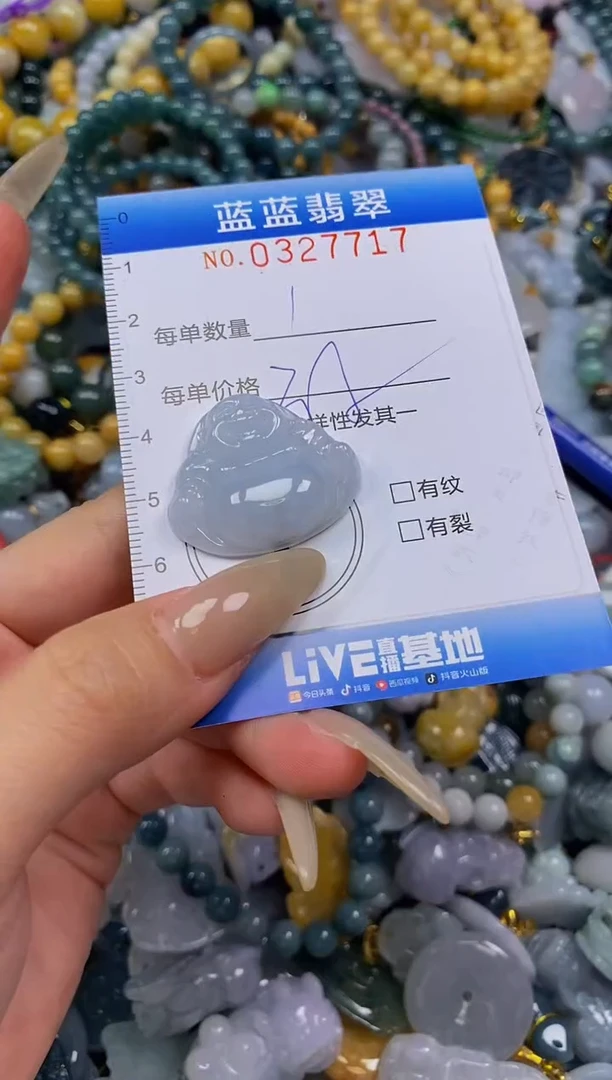 蓝蓝翡翠
NO.0327717
0
1
2
3
4
5
6
每单数量 1
每单价格
样性发其一
□有纹
□有裂
LiVE直播基地
今日头条 抖音 西瓜视频 抖音火山版